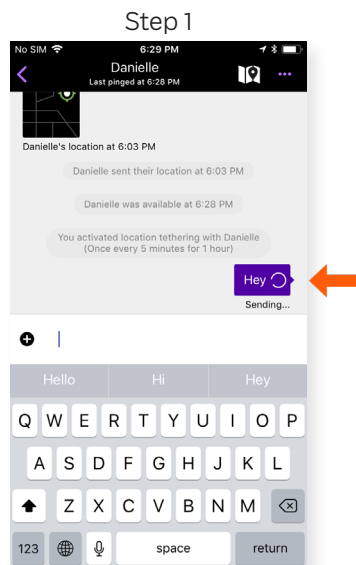 Step 1
No SIM 6:29 PM
Danielle
Last pinged at 6:28 PM
Danielle's location at 6:03 PM
Danielle sent their location at 6:03 PM
Danielle was available at 6:28 PM
You activated location tethering with Danielle
(Once every 5 minutes for 1 hour)
Hey
Sending...
Hello Hi Hey
Q W E R T Y U I O P
A S D F G H J K L
Z X C V B N M
123 space return